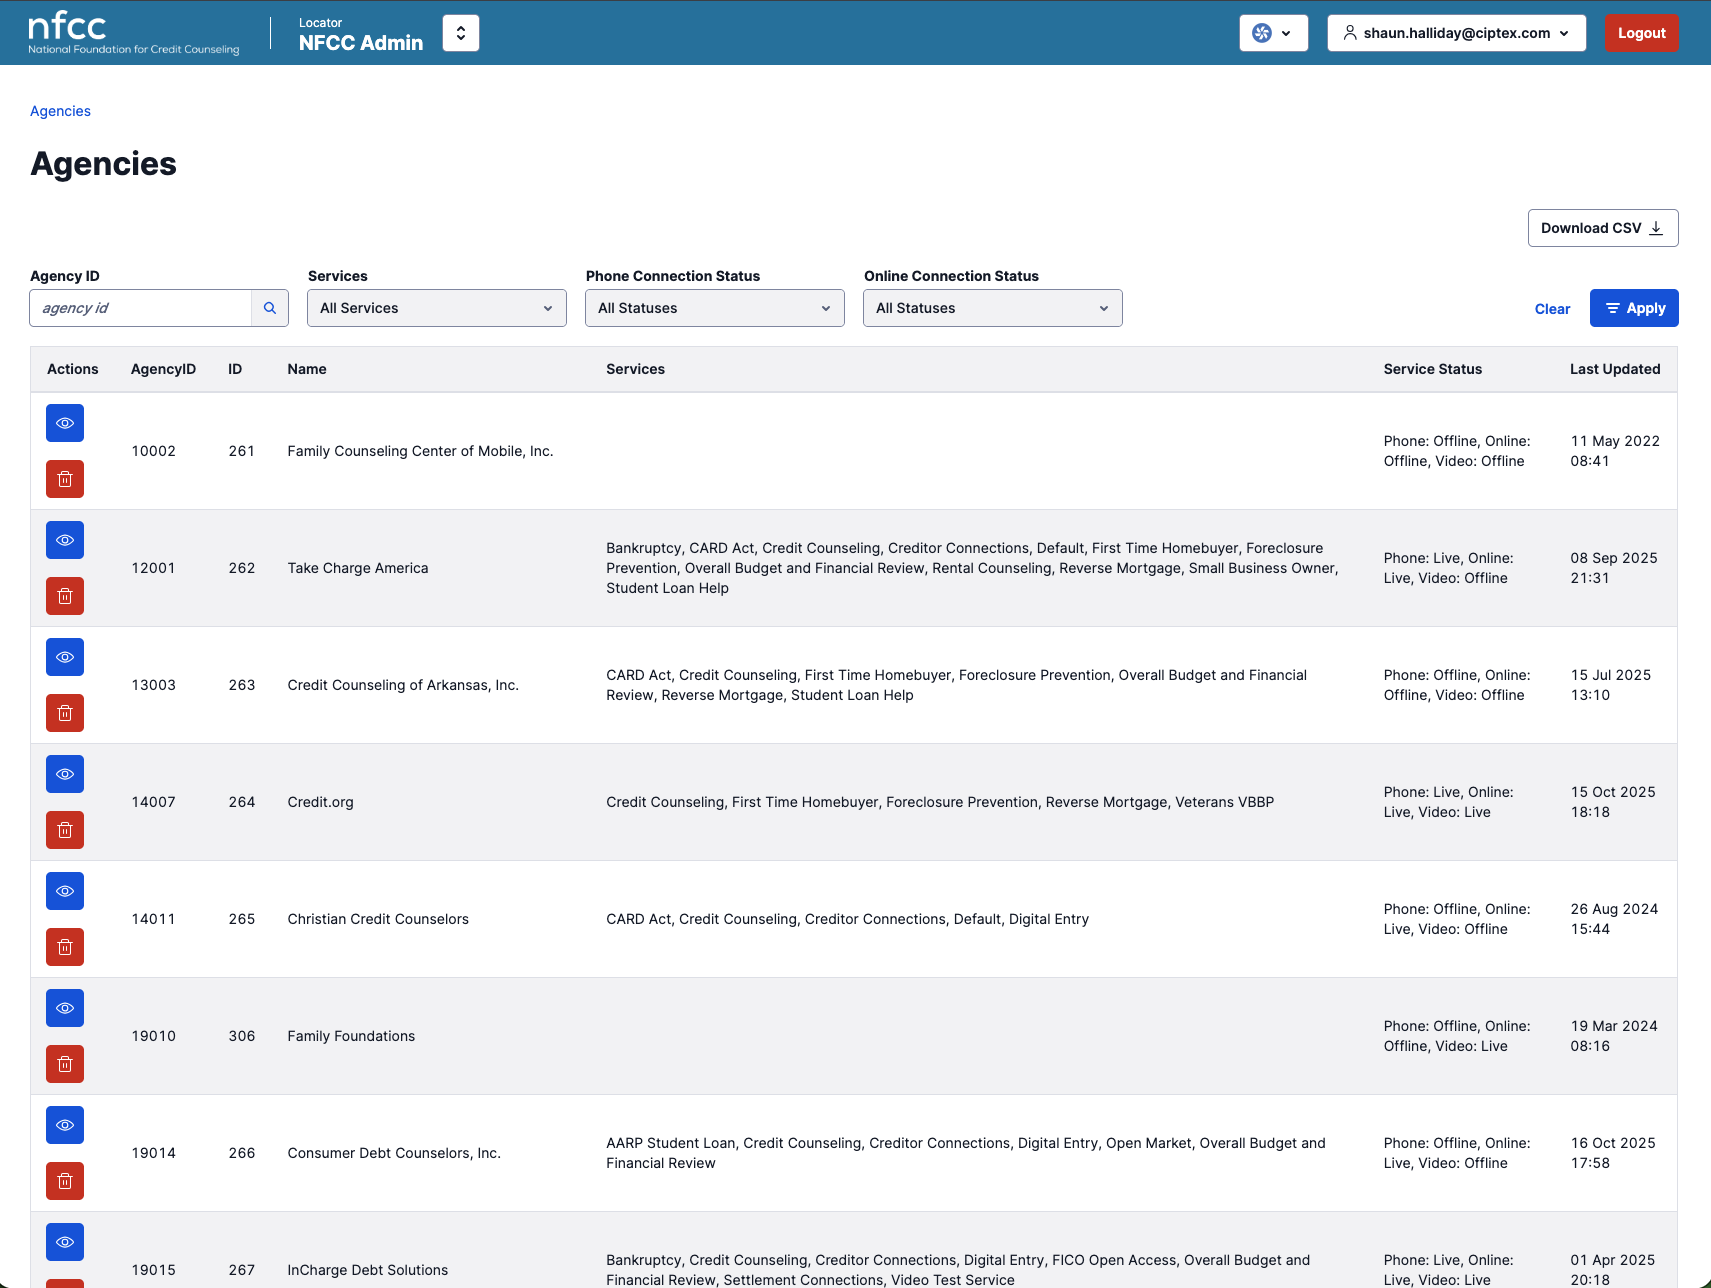 nfcc
National Foundation for Credit Counseling
Locator
NFCC Admin
shaun.halliday@ciptex.com
Logout
Agencies
Agencies
Download CSV
Agency ID
Services
Phone Connection Status
Online Connection Status
agency id
All Services
All Statuses
All Statuses
Clear
Apply
Actions
AgencyID
ID
Name
Services
Service Status
Last Updated
10002
261
Family Counseling Center of Mobile, Inc.
Phone: Offline, Online:
Offline, Video: Offline
11 May 2022
08:41
12001
262
Take Charge America
Bankruptcy, CARD Act, Credit Counseling, Creditor Connections, Default, First Time Homebuyer, Foreclosure
Prevention, Overall Budget and Financial Review, Rental Counseling, Reverse Mortgage, Small Business Owner,
Student Loan Help
Phone: Live, Online:
Live, Video: Offline
08 Sep 2025
21:31
13003
263
Credit Counseling of Arkansas, Inc.
CARD Act, Credit Counseling, First Time Homebuyer, Foreclosure Prevention, Overall Budget and Financial
Review, Reverse Mortgage, Student Loan Help
Phone: Offline, Online:
Offline, Video: Offline
15 Jul 2025
13:10
14007
264
Credit.org
Credit Counseling, First Time Homebuyer, Foreclosure Prevention, Reverse Mortgage, Veterans VBBP
Phone: Live, Online:
Live, Video: Live
15 Oct 2025
18:18
14011
265
Christian Credit Counselors
CARD Act, Credit Counseling, Creditor Connections, Default, Digital Entry
Phone: Offline, Online:
Live, Video: Offline
26 Aug 2024
15:44
19010
306
Family Foundations
Phone: Offline, Online:
Offline, Video: Live
19 Mar 2024
08:16
19014
266
Consumer Debt Counselors, Inc.
AARP Student Loan, Credit Counseling, Creditor Connections, Digital Entry, Open Market, Overall Budget and
Financial Review
Phone: Offline, Online:
Live, Video: Offline
16 Oct 2025
17:58
19015
267
InCharge Debt Solutions
Bankruptcy, Credit Counseling, Creditor Connections, Digital Entry, FICO Open Access, Overall Budget and
Financial Review, Settlement Connections, Video Test Service
Phone: Live, Online:
Live, Video: Live
01 Apr 2025
20:18